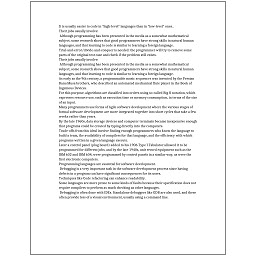 It is usually easier to code in "high-level" languages than in "low-level" ones.
Their jobs usually involve:
Although programming has been presented in the media as a somewhat mathematical
subject, some research shows that good programmers have strong skills in natural human
languages, and that learning to code is similar to learning a foreign language.
Trial-and-error/divide-and-conquer is needed: the programmer will try to remove some
parts of the original test case and check if the problem still exists.
Their jobs usually involve:
Although programming has been presented in the media as a somewhat mathematical
subject, some research shows that good programmers have strong skills in natural human
languages, and that learning to code is similar to learning a foreign language.
As early as the 9th century, a programmable music sequencer was invented by the Persian
Banu Musa brothers, who described an automated mechanical flute player in the Book of
Ingenious Devices.
For this purpose, algorithms are classified into orders using so-called Big O notation, which
expresses resource use, such as execution time or memory consumption, in terms of the size
of an input.
Many programmers use forms of Agile software development where the various stages of
formal software development are more integrated together into short cycles that take a few
weeks rather than years.
By the late 1960s, data storage devices and computer terminals became inexpensive enough
that programs could be created by typing directly into the computers.
Trade-offs from this ideal involve finding enough programmers who know the language to
build a team, the availability of compilers for that language, and the efficiency with which
programs written in a given language execute.
Later a control panel (plug board) added to his 1906 Type I Tabulator allowed it to be
programmed for different jobs, and by the late 1940s, unit record equipment such as the
IBM 602 and IBM 604, were programmed by control panels in a similar way, as were the
first electronic computers.
Programming languages are essential for software development.
Debugging is a very important task in the software development process since having
defects in a program can have significant consequences for its users.
Techniques like Code refactoring can enhance readability.
Some languages are more prone to some kinds of faults because their specification does not
require compilers to perform as much checking as other languages.
Debugging is often done with IDEs. Standalone debuggers like GDB are also used, and these
often provide less of a visual environment, usually using a command line.